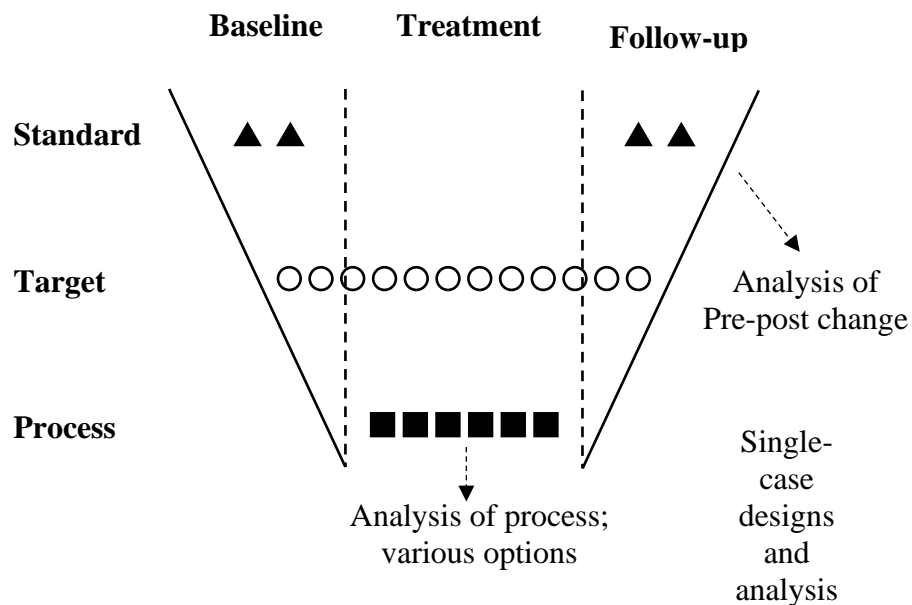 Baseline
Treatment
Follow-up
Standard
Target
Analysis of
Pre-post change
Process
Single-
case
designs
and
analysis
Analysis of process;
various options